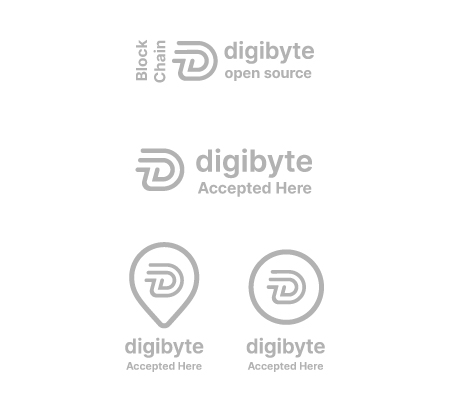 Block
Chain
digibyte
open source
digibyte
Accepted Here
digibyte
Accepted Here
digibyte
Accepted Here